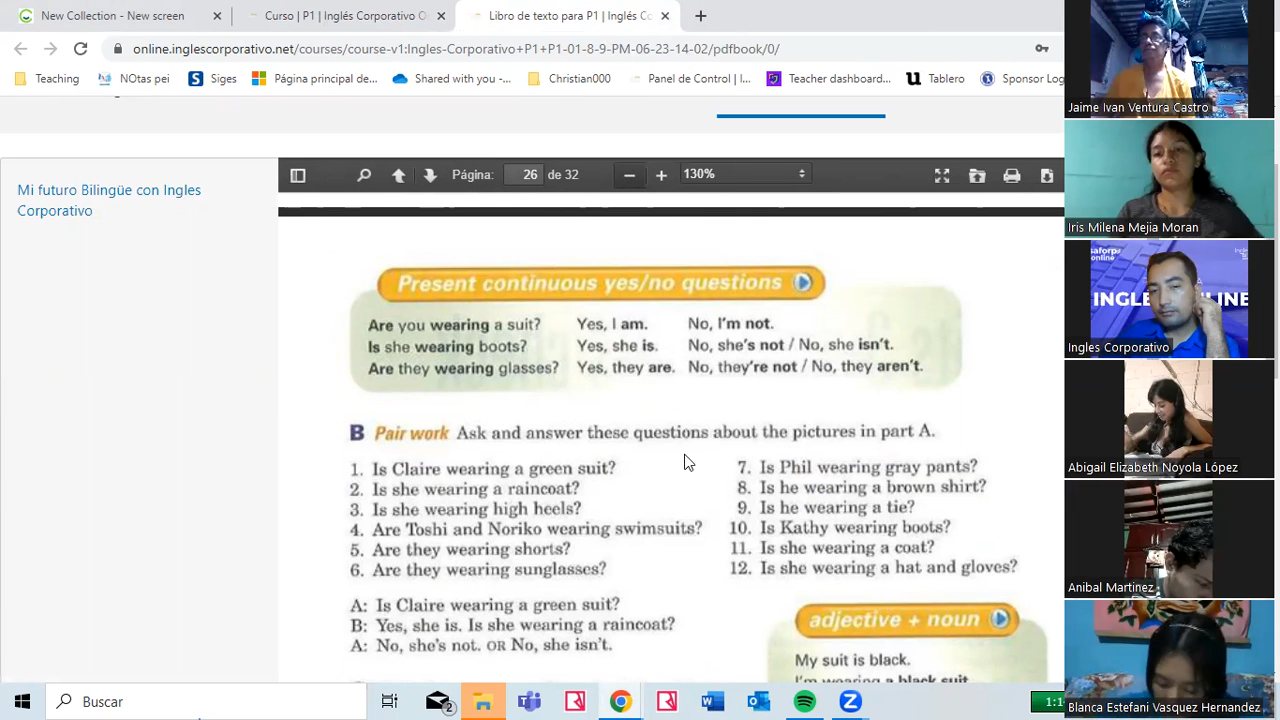 New Collection - New screen
Curso | P1 | Inglés Corporativo
Libro de texto para P1 | Inglés Co
online.inglescorporativo.net/courses/course-v1:Ingles-Corporativo+P1+P1-01-8-9-PM-06-23-14-02/pdfbook/0/
Teaching
NOtas pei
Siges
Página principal de...
Shared with you -...
Christian000
Panel de Control | I...
Teacher dashboard...
Tablero
Sponsor Log
Mi futuro Bilingüe con Ingles
Corporativo
Página: 26 de 32
130%
Present continuous yes/no questions
Are you wearing a suit? Yes, I am. No, I'm not.
Is she wearing boots? Yes, she is. No, she's not / No, she isn't.
Are they wearing glasses? Yes, they are. No, they're not / No, they aren't.
B Pair work Ask and answer these questions about the pictures in part A.
1. Is Claire wearing a green suit?
2. Is she wearing a raincoat?
3. Is she wearing high heels?
4. Are Toshi and Noriko wearing swimsuits?
5. Are they wearing shorts?
6. Are they wearing sunglasses?
7. Is Phil wearing gray pants?
8. Is he wearing a brown shirt?
9. Is he wearing a tie?
10. Is Kathy wearing boots?
11. Is she wearing a coat?
12. Is she wearing a hat and gloves?
A: Is Claire wearing a green suit?
B: Yes, she is. Is she wearing a raincoat?
A: No, she's not. OR No, she isn't.
adjective + noun
My suit is black.
I'm wearing a black suit
Buscar
2
Jaime Ivan Ventura Castro
Iris Milena Mejia Moran
Ingles Corporativo
Abigail Elizabeth Noyola López
Anibal Martinez
Blanca Estefani Vasquez Hernandez